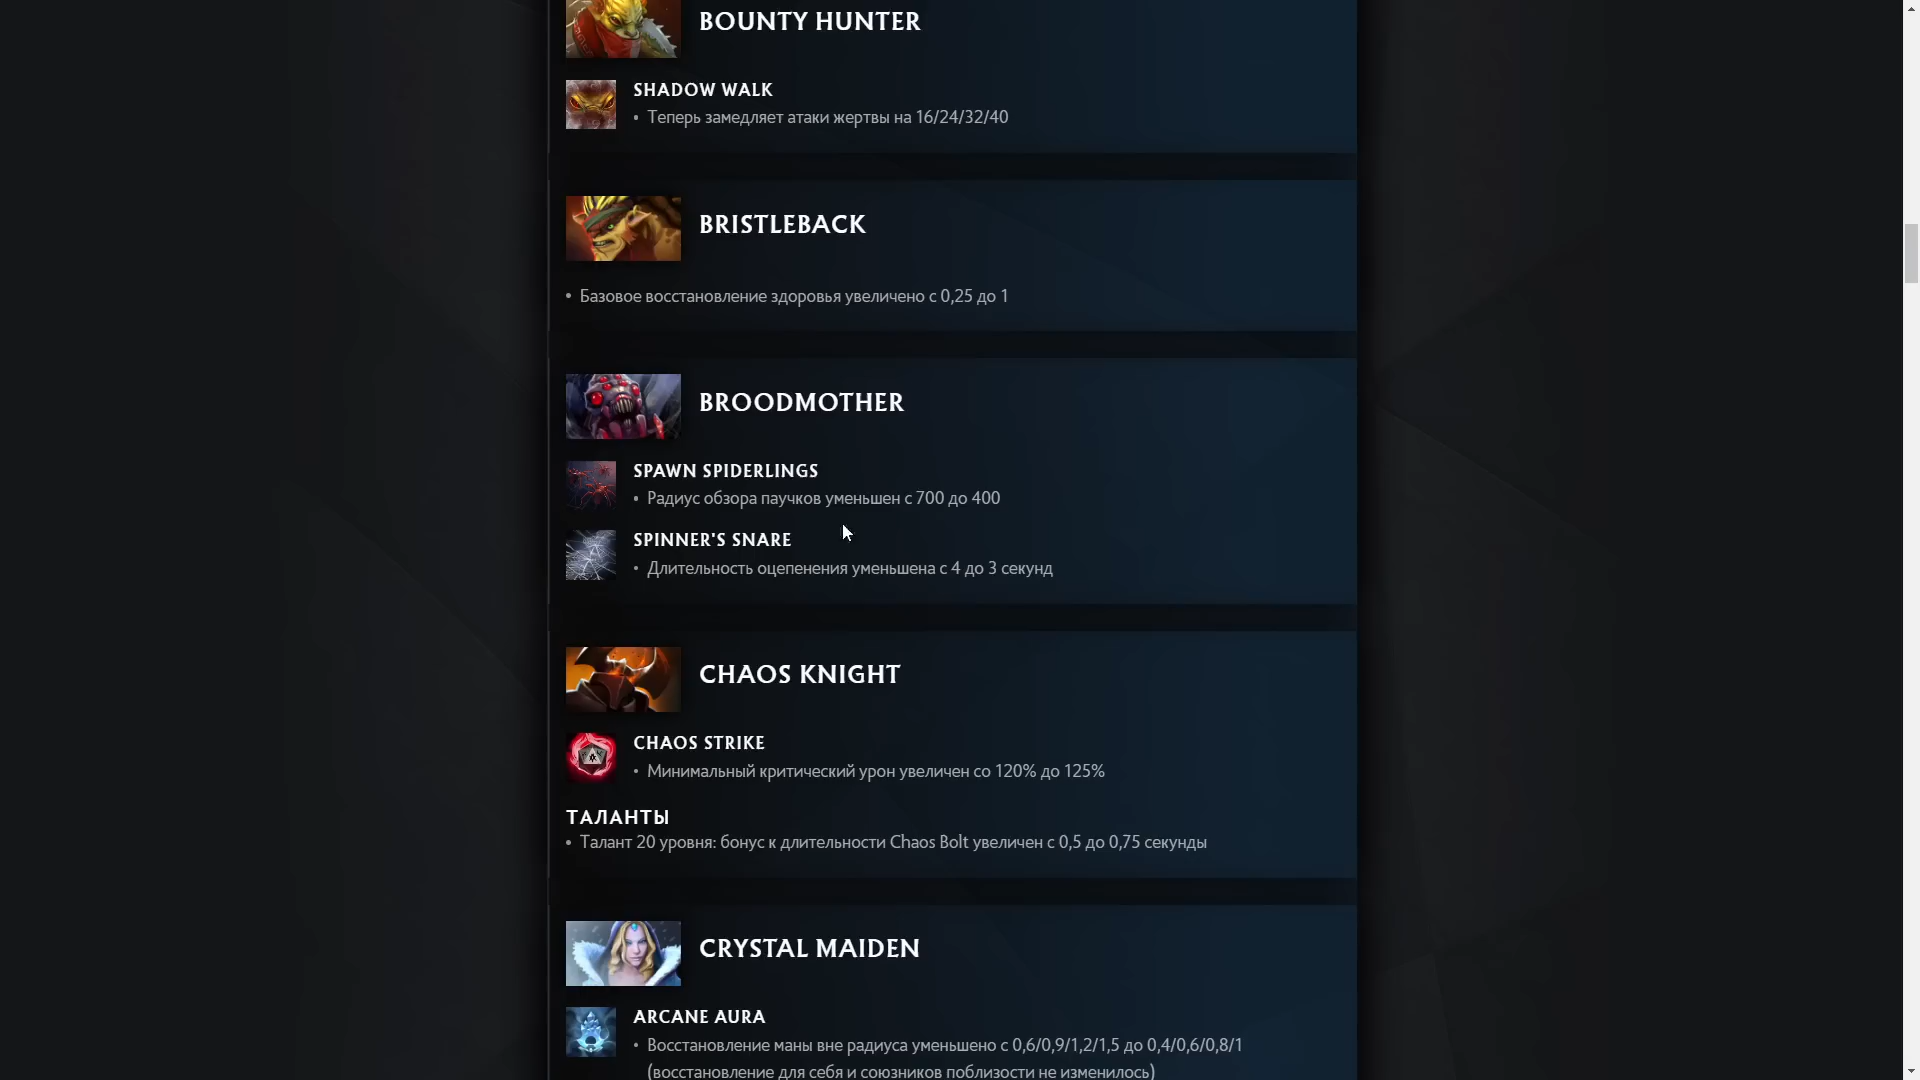 BOUNTY HUNTER
SHADOW WALK
• Теперь замедляет атаки жертвы на 16/24/32/40
BRISTLEBACK
• Базовое восстановление здоровья увеличено с 0,25 до 1
BROODMOTHER
SPAWN SPIDERLINGS
• Радиус обзора паучков уменьшен с 700 до 400
SPINNER'S SNARE
• Длительность оцепенения уменьшена с 4 до 3 секунд
CHAOS KNIGHT
CHAOS STRIKE
• Минимальный критический урон увеличен со 120% до 125%
ТАЛАНТЫ
• Талант 20 уровня: бонус к длительности Chaos Bolt увеличен с 0,5 до 0,75 секунды
CRYSTAL MAIDEN
ARCANE AURA
• Восстановление маны вне радиуса уменьшено с 0,6/0,9/1,2/1,5 до 0,4/0,6/0,8/1
(восстановление для себя и союзников поблизости не изменилось)